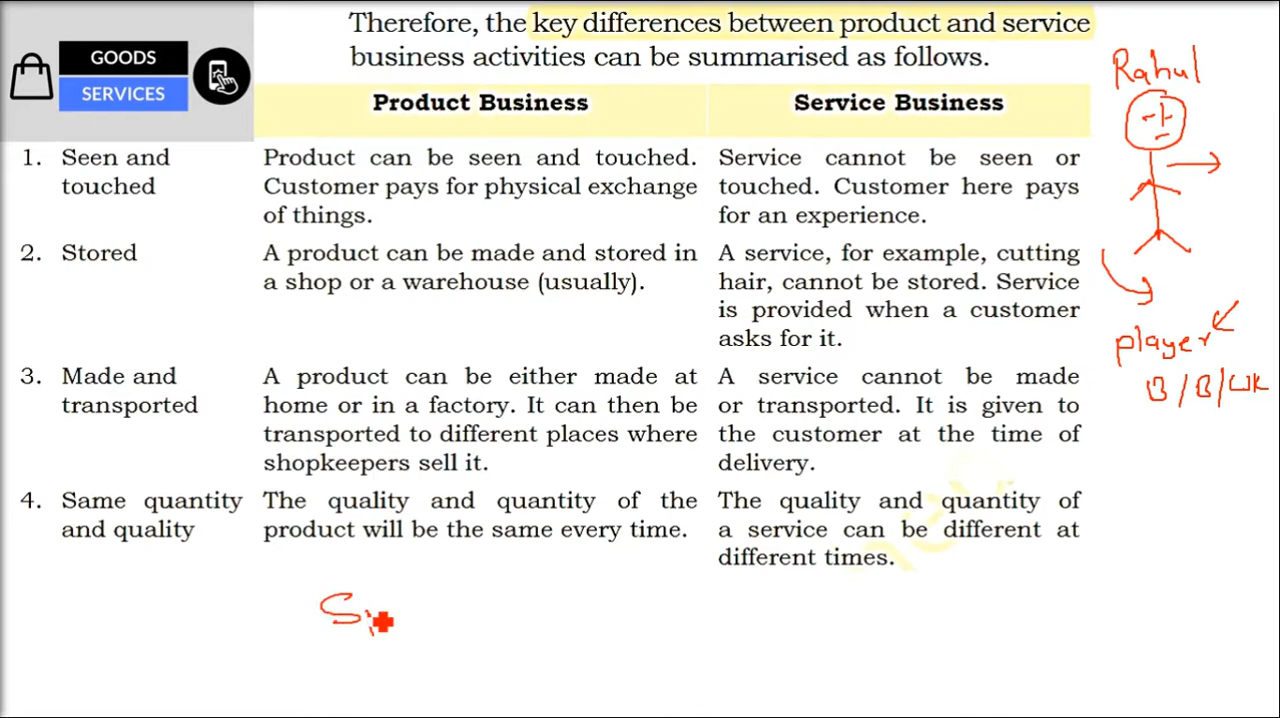 Therefore, the key differences between product and service
business activities can be summarised as follows.
GOODS
SERVICES
Product Business
Service Business
1. Seen and
touched
Product can be seen and touched.
Customer pays for physical exchange
of things.
Service cannot be seen or
touched. Customer here pays
for an experience.
2. Stored
A product can be made and stored in
a shop or a warehouse (usually).
A service, for example, cutting
hair, cannot be stored. Service
is provided when a customer
asks for it.
3. Made and
transported
A product can be either made at
home or in a factory. It can then be
transported to different places where
shopkeepers sell it.
A service cannot be made
or transported. It is given to
the customer at the time of
delivery.
4. Same quantity
and quality
The quality and quantity of the
product will be the same every time.
The quality and quantity of
a service can be different at
different times.
Rahul
player
B/B/WK